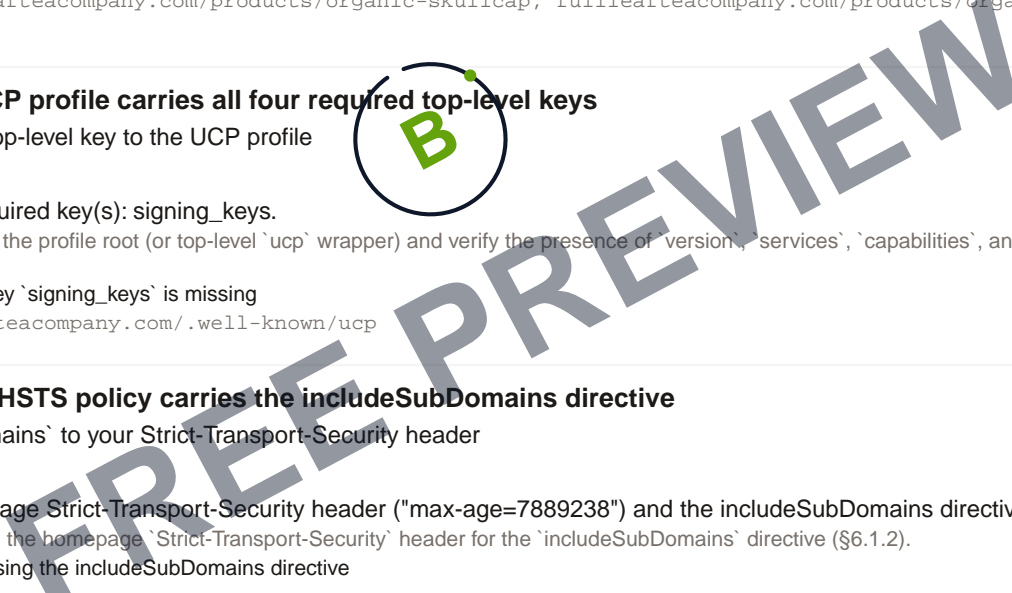 fteacompany.com/products/organic-skullcap, fullleafteacompany.com/products/orga
CP profile carries all four required top-level keys
op-level key to the UCP profile
B
uired key(s): signing_keys.
the profile root (or top-level `ucp` wrapper) and verify the presence of `version`, `services`, `capabilities`, an
ey `signing_keys` is missing
teacompany.com/.well-known/ucp
HSTS policy carries the includeSubDomains directive
ains` to your Strict-Transport-Security header
age Strict-Transport-Security header ("max-age=7889238") and the includeSubDomains directiv
the homepage `Strict-Transport-Security` header for the `includeSubDomains` directive (§6.1.2).
sing the includeSubDomains directive
FREE PREVIEW